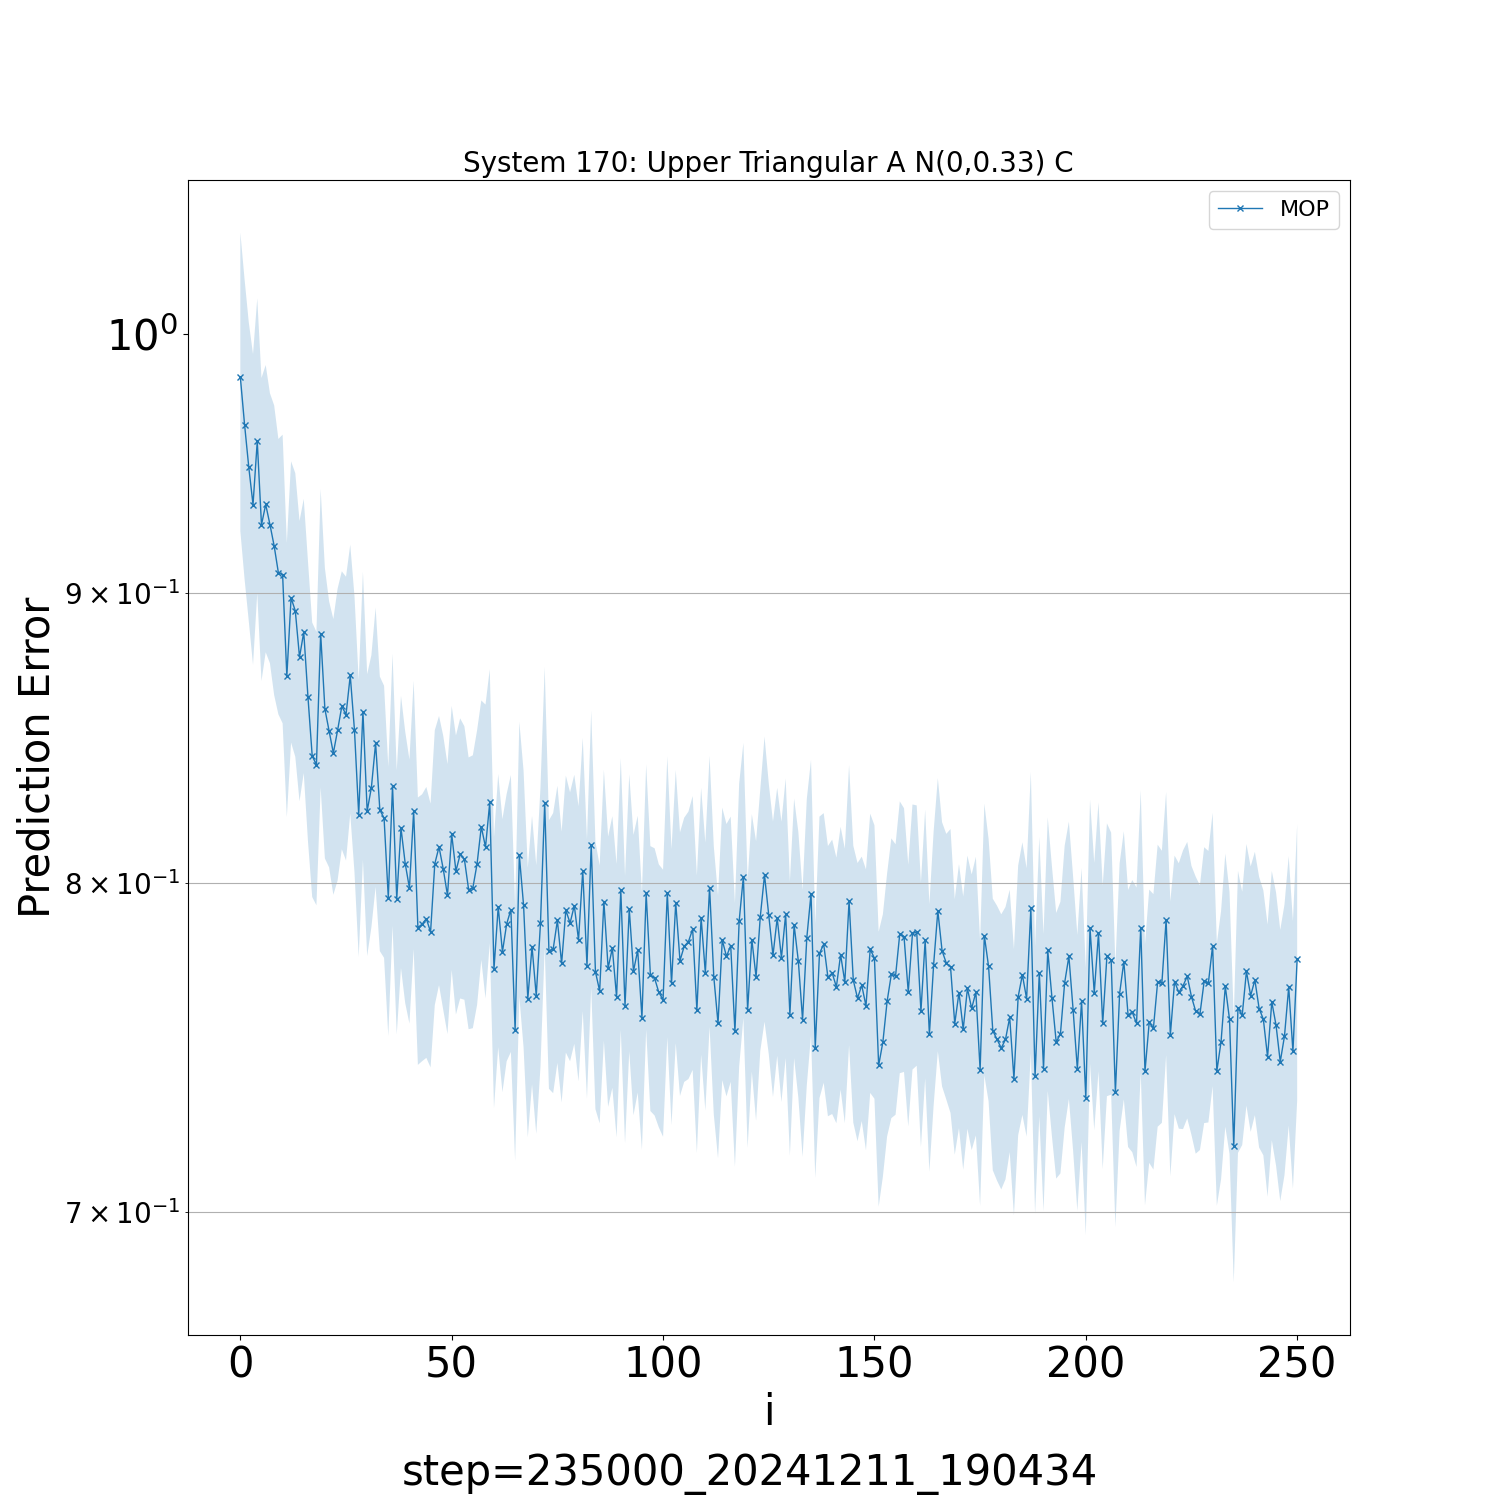 System 170: Upper Triangular A N(0,0.33) C
MOP
10⁰
9 × 10⁻¹
8 × 10⁻¹
7 × 10⁻¹
Prediction Error
0 50 100 150 200 250
i
step=235000_20241211_190434